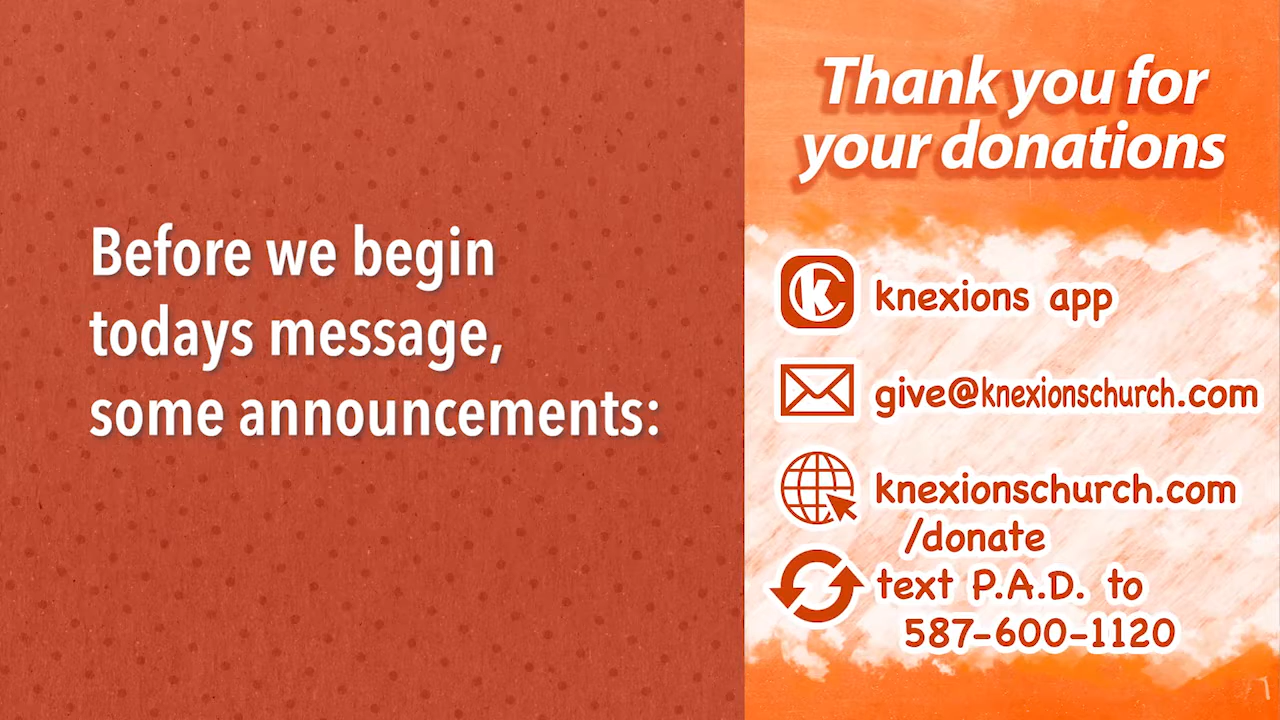 Before we begin
todays message,
some announcements:
Thank you for
your donations
knexions app
give@knexionschurch.com
knexionschurch.com
/donate
text P.A.D. to
587-600-1120